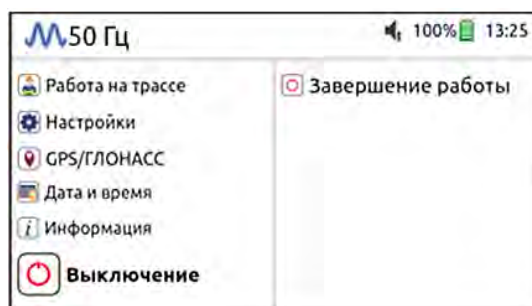 50 Гц 100% 13:25
Работа на трассе
Настройки
GPS/ГЛОНАСС
Дата и время
Информация
Выключение
Завершение работы